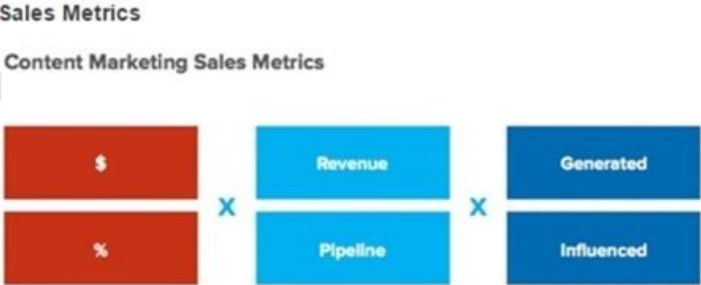 Sales Metrics
Content Marketing Sales Metrics
$ Revenue Generated
X X
% Pipeline Influenced